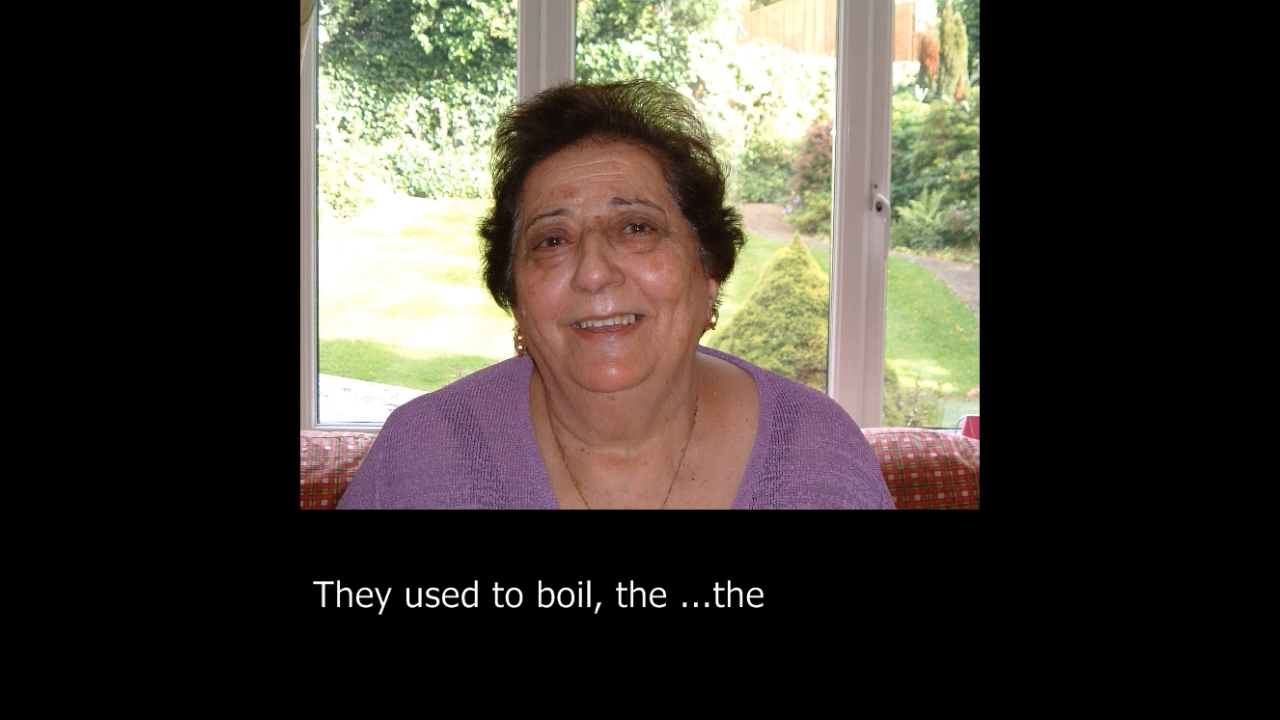 They used to boil, the ...the